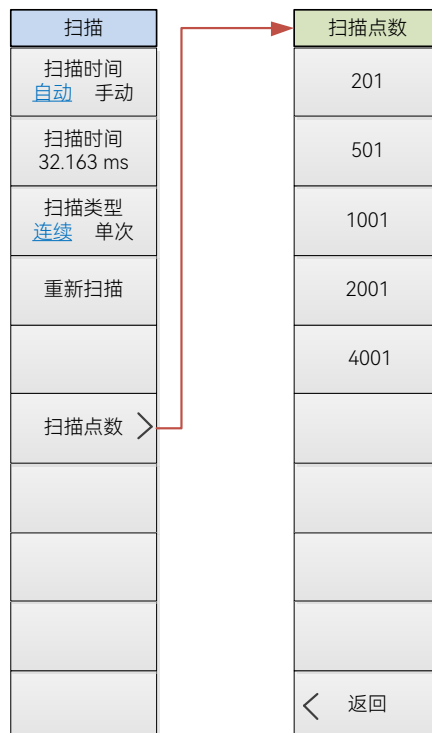 扫描
扫描时间
自动 手动
扫描时间
32.163 ms
扫描类型
连续 单次
重新扫描
扫描点数
扫描点数
201
501
1001
2001
4001
返回